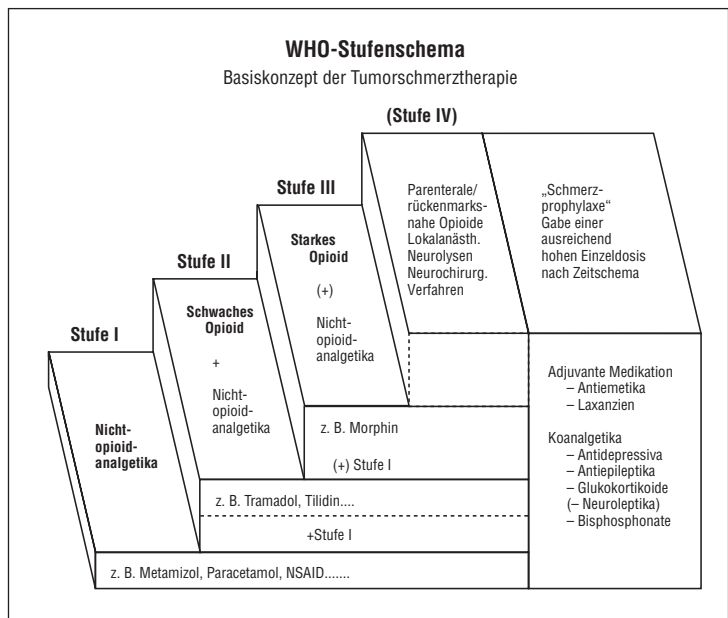 WHO-Stufenschema
Basiskonzept der Tumorschmerztherapie
(Stufe IV)
Stufe III
Stufe II
Stufe I
Parenterale/
rückenmarks-
nahe Opioide
Lokalanästh.
Neurolysen
Neurochirurg.
Verfahren
„Schmerz-
prophylaxe“
Gabe einer
ausreichend
hohen Einzeldosis
nach Zeitschema
Starkes
Opioid
(+)
Nicht-
opioid-
analgetika
Schwaches
Opioid
+
Nicht-
opioid-
analgetika
Nicht-
opioid-
analgetika
z. B. Morphin
(+) Stufe I
z. B. Tramadol, Tilidin....
+Stufe I
z. B. Metamizol, Paracetamol, NSAID.......
Adjuvante Medikation
– Antiemetika
– Laxanzien
Koanalgetika
– Antidepressiva
– Antiepileptika
– Glukokortikoide
(– Neuroleptika)
– Bisphosphonate